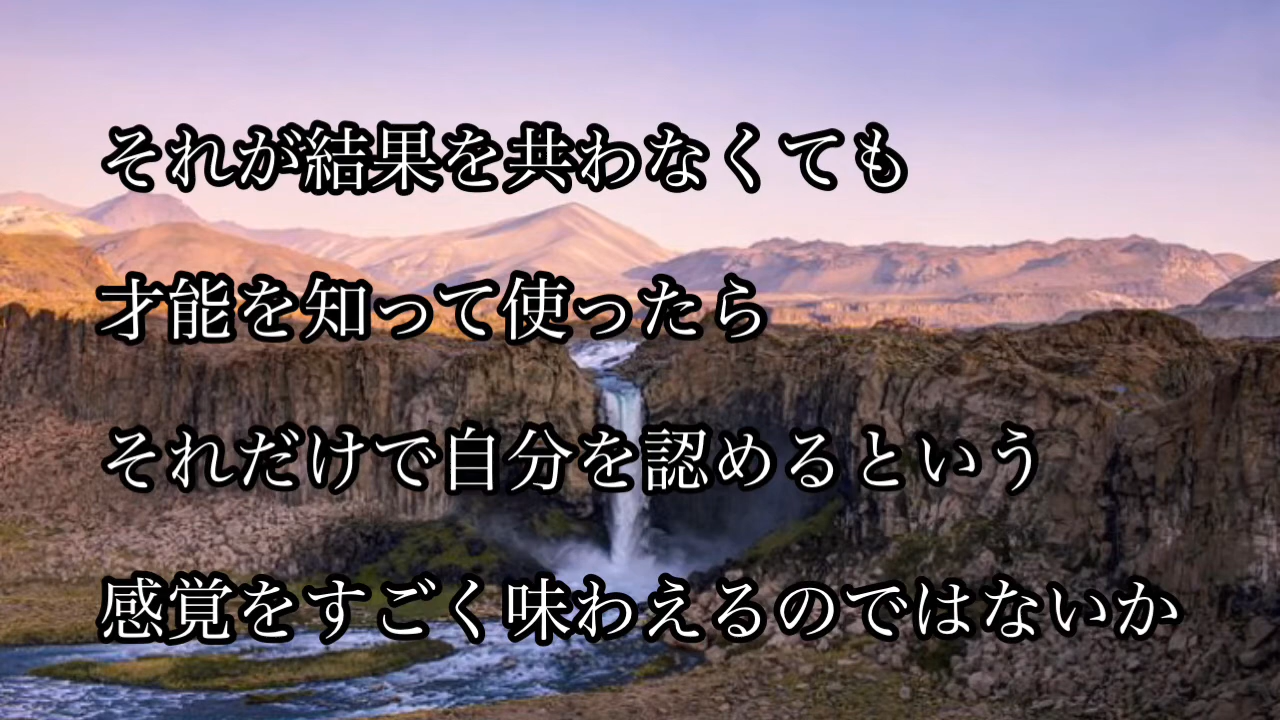 それが結果を共わなくても
才能を知って使ったら
それだけで自分を認めるという
感覚をすごく味わえるのではないか